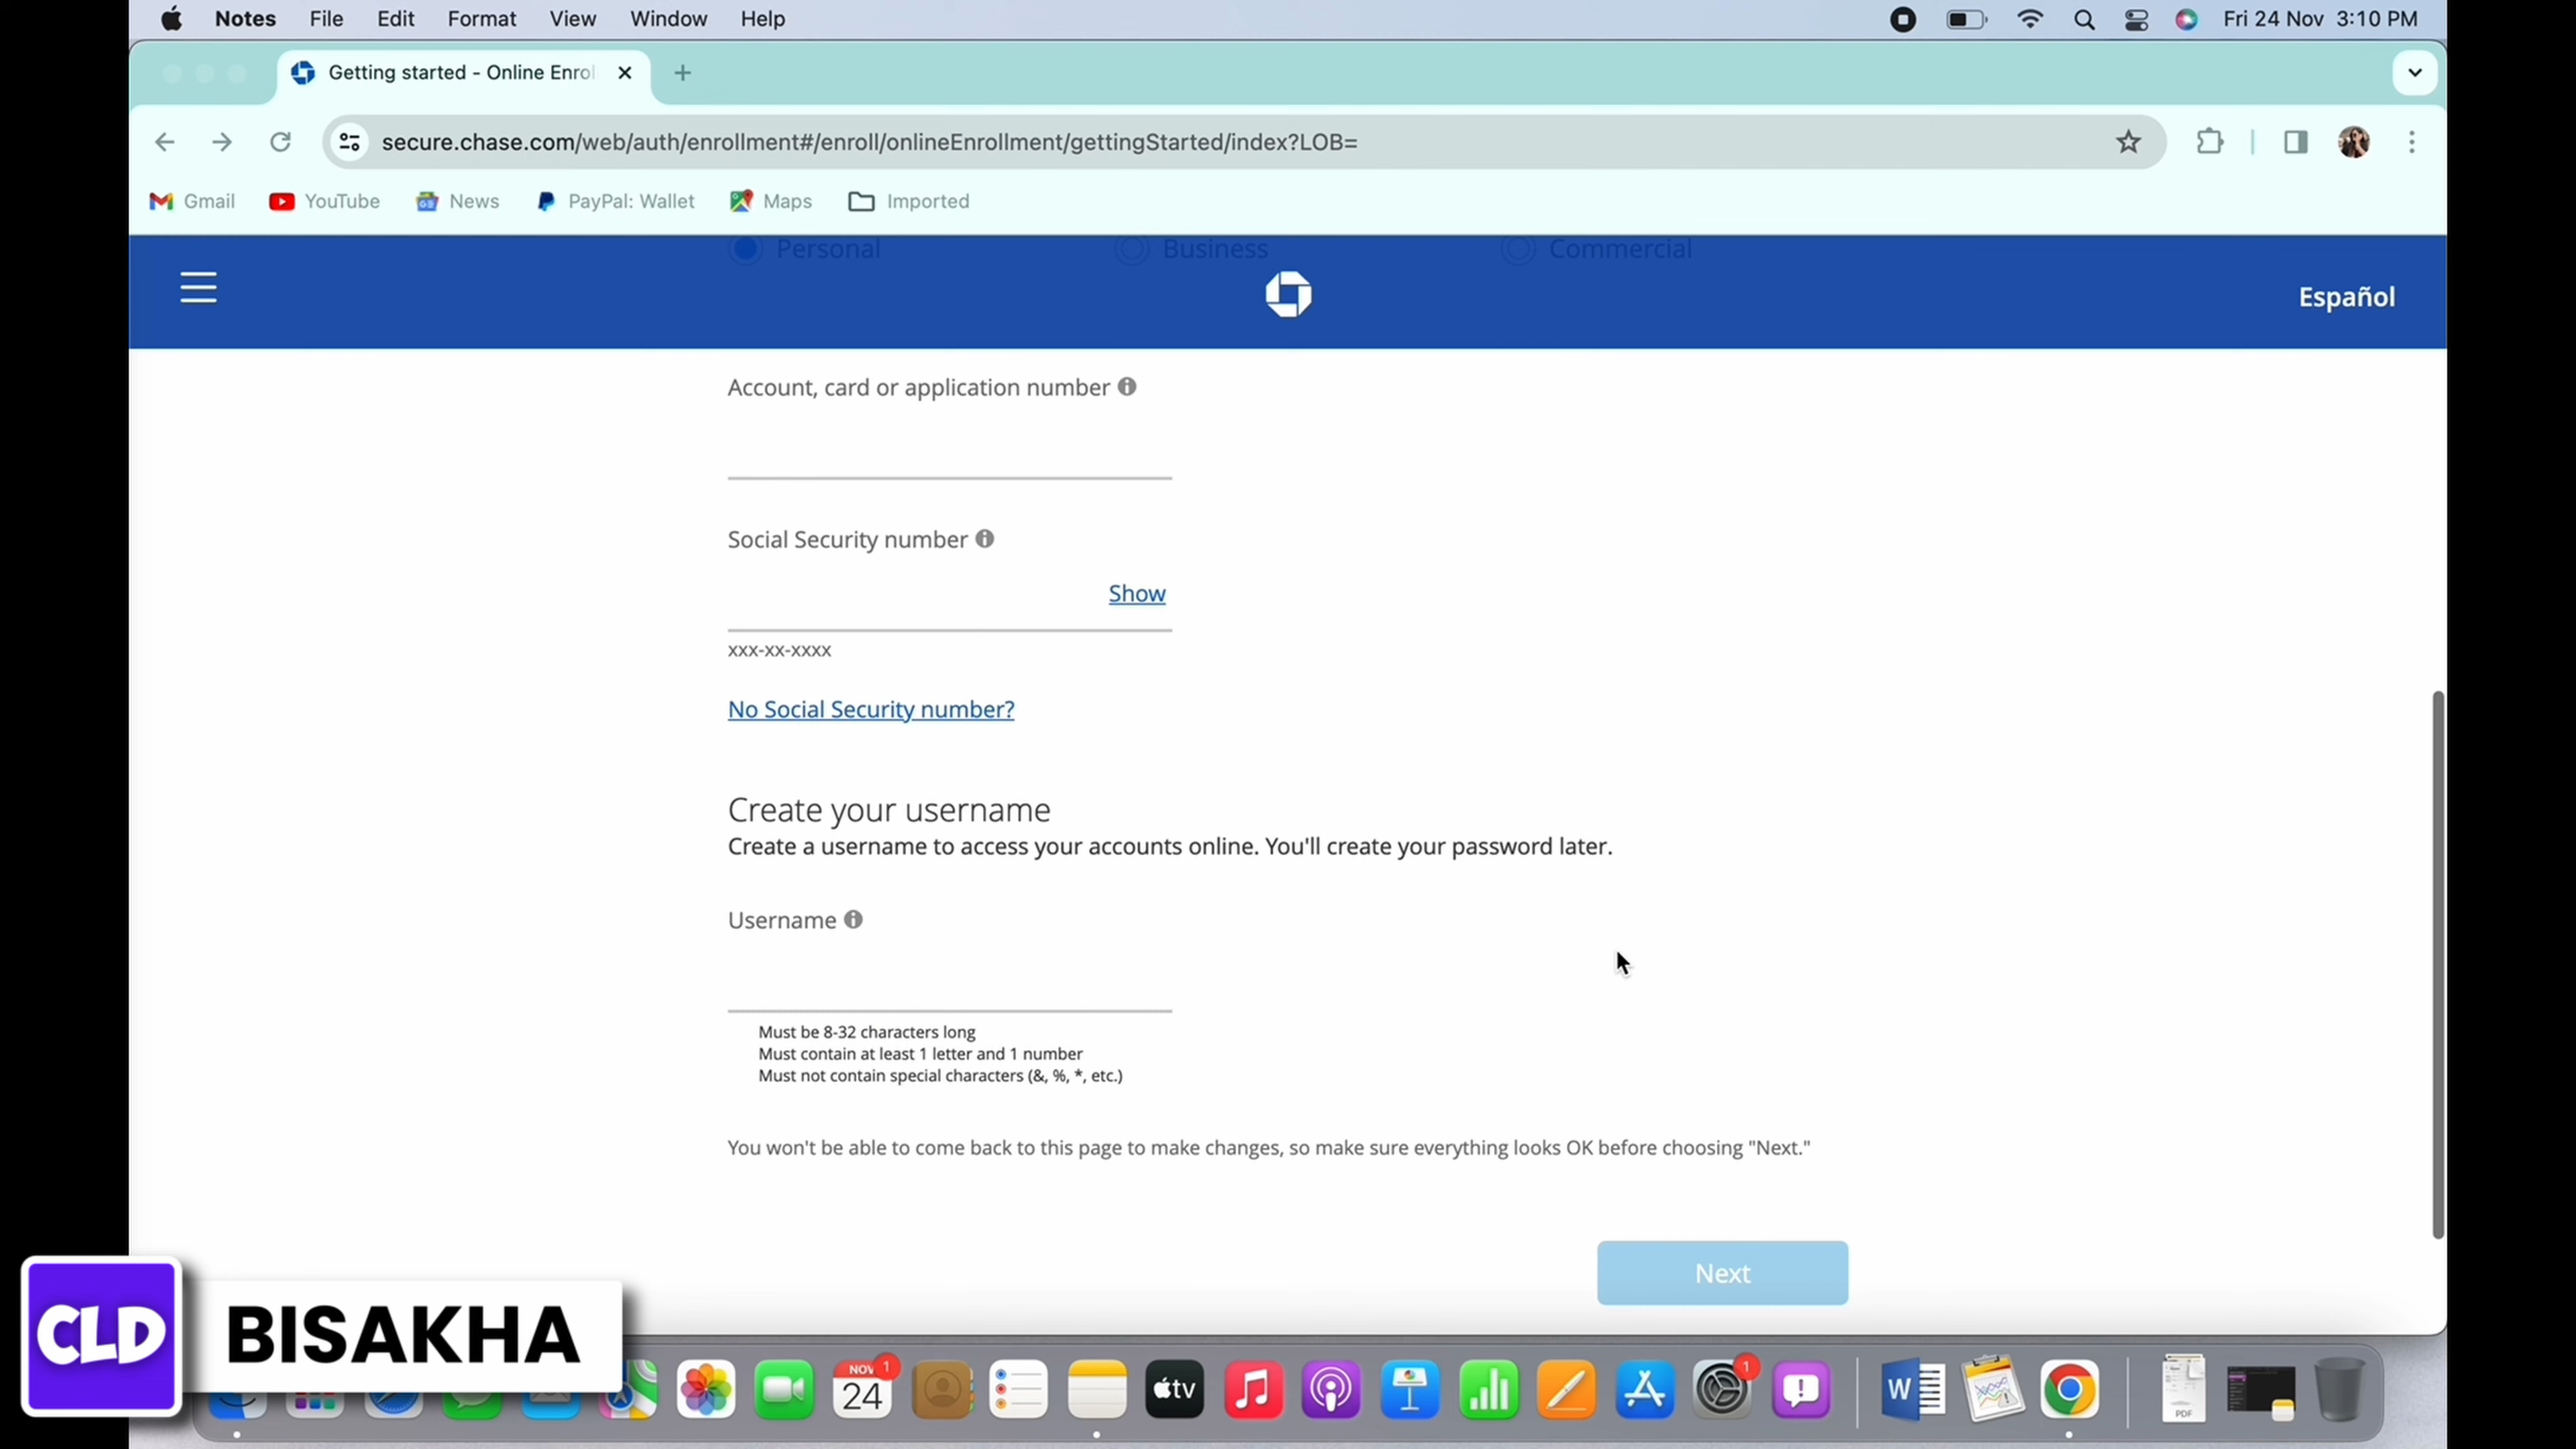 Notes File Edit Format View Window Help Fri 24 Nov 3:10 PM
Getting started - Online Enrol
secure.chase.com/web/auth/enrollment#/enroll/onlineEnrollment/gettingStarted/index?LOB=
Gmail YouTube News PayPal: Wallet Maps Imported
Personal Business Commercial
Español
Account, card or application number
Social Security number
Show
xxx-xx-xxxx
No Social Security number?
Create your username
Create a username to access your accounts online. You'll create your password later.
Username
Must be 8-32 characters long
Must contain at least 1 letter and 1 number
Must not contain special characters (&, %, *, etc.)
You won't be able to come back to this page to make changes, so make sure everything looks OK before choosing "Next."
Next
CLD BISAKHA
NOV 1
24
tv
1
W
PDF